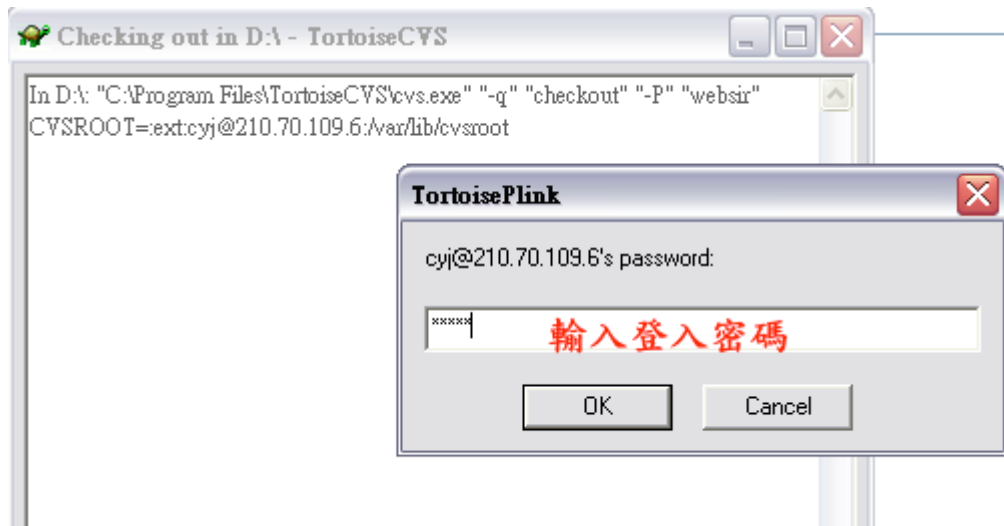 Checking out in D:\ - TortoiseCVS
In D:\: "C:\Program Files\TortoiseCVS\cvs.exe" "-q" "checkout" "-P" "websir"
CVSROOT=:ext:cyj@210.70.109.6:/var/lib/cvsroot
TortoisePlink
cyj@210.70.109.6's password:
*****
輸入登入密碼
OK
Cancel